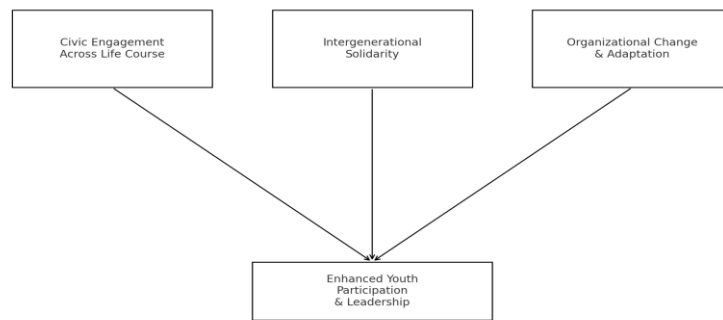 Civic Engagement
Across Life Course
Intergenerational
Solidarity
Organizational Change
& Adaptation
Enhanced Youth
Participation
& Leadership